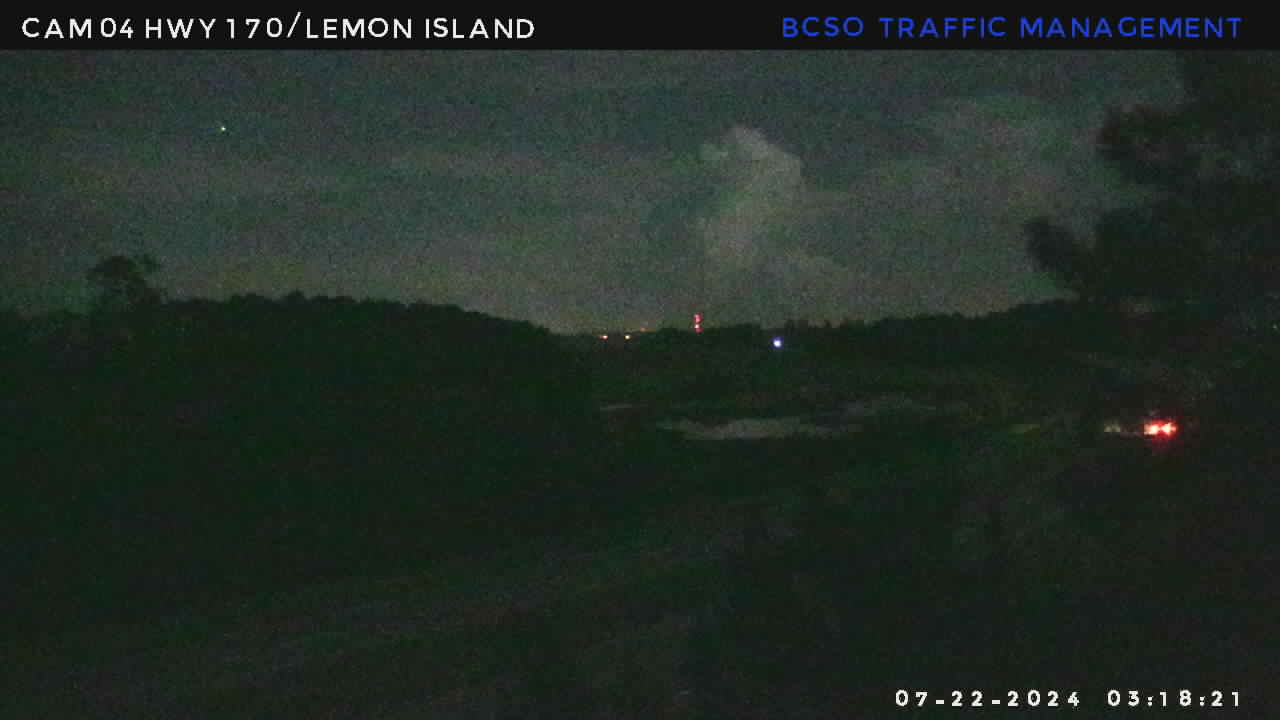 CAM 04 HWY 170/LEMON ISLAND
BCSO TRAFFIC MANAGEMENT
07-22-2024 03:18:21